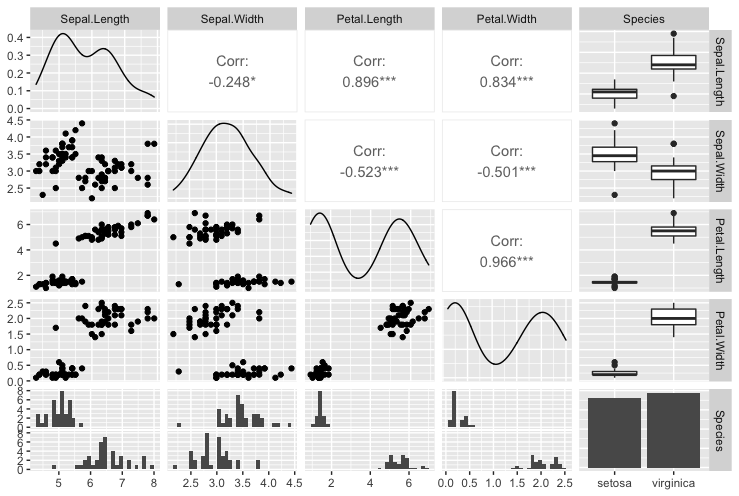 Sepal.Length Sepal.Width Petal.Length Petal.Width Species
0.4
0.3
0.2
0.1
0.0
Corr:
-0.248*
Corr:
0.896***
Corr:
0.834***
Sepal.Length
4.5
4.0
3.5
3.0
2.5
Corr:
-0.523***
Corr:
-0.501***
Sepal.Width
6
4
2
Corr:
0.966***
Petal.Length
2.5
2.0
1.5
1.0
0.5
0.0
Petal.Width
8
6
4
2
0
8
6
4
2
0
Species
5 6 7 8
2.5 3.0 3.5 4.0 4.5
2 4 6
0.0 0.5 1.0 1.5 2.0 2.5
setosa virginica